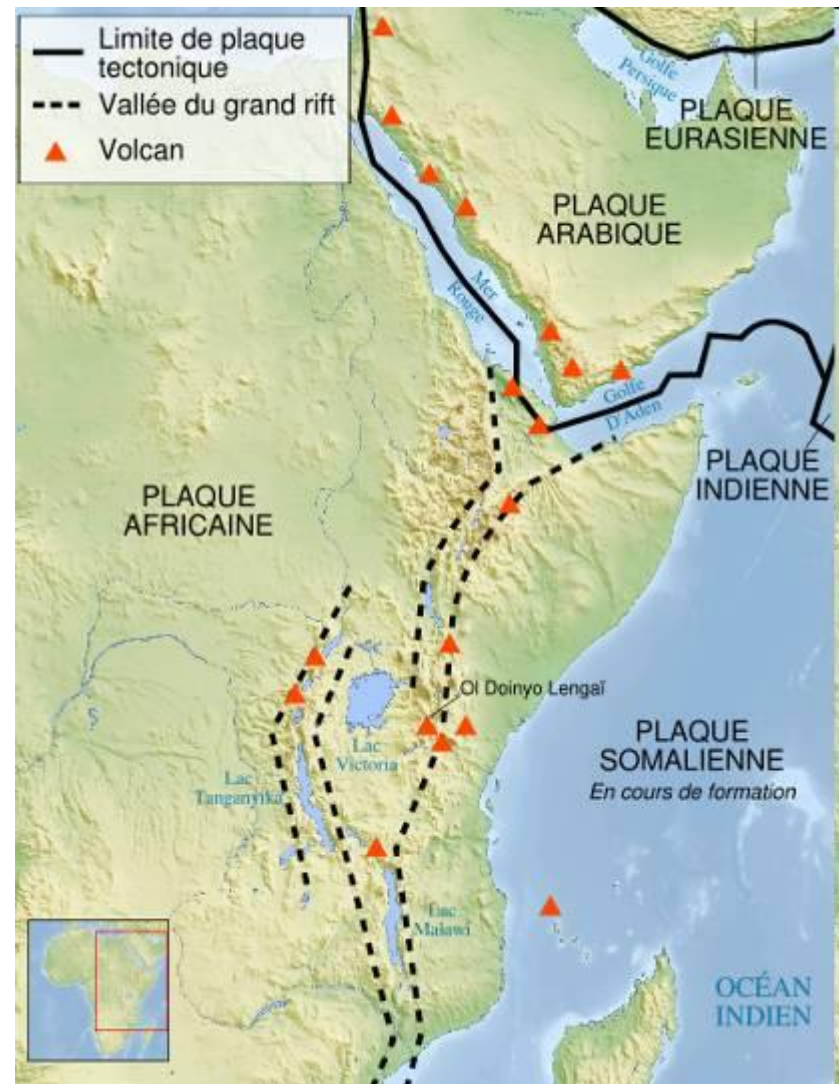 Limite de plaque
tectonique
Vallée du grand rift
Volcan
Golfe
Persique
PLAQUE
EURASIENNE
PLAQUE
ARABIQUE
Mer
Rouge
Golfe
D'Aden
PLAQUE
INDIENNE
PLAQUE
AFRICAINE
Ol Doinyo Lengaï
Lac
Victoria
PLAQUE
SOMALIENNE
En cours de formation
Lac
Tanganyika
Lac
Malawi
OCÉAN
INDIEN